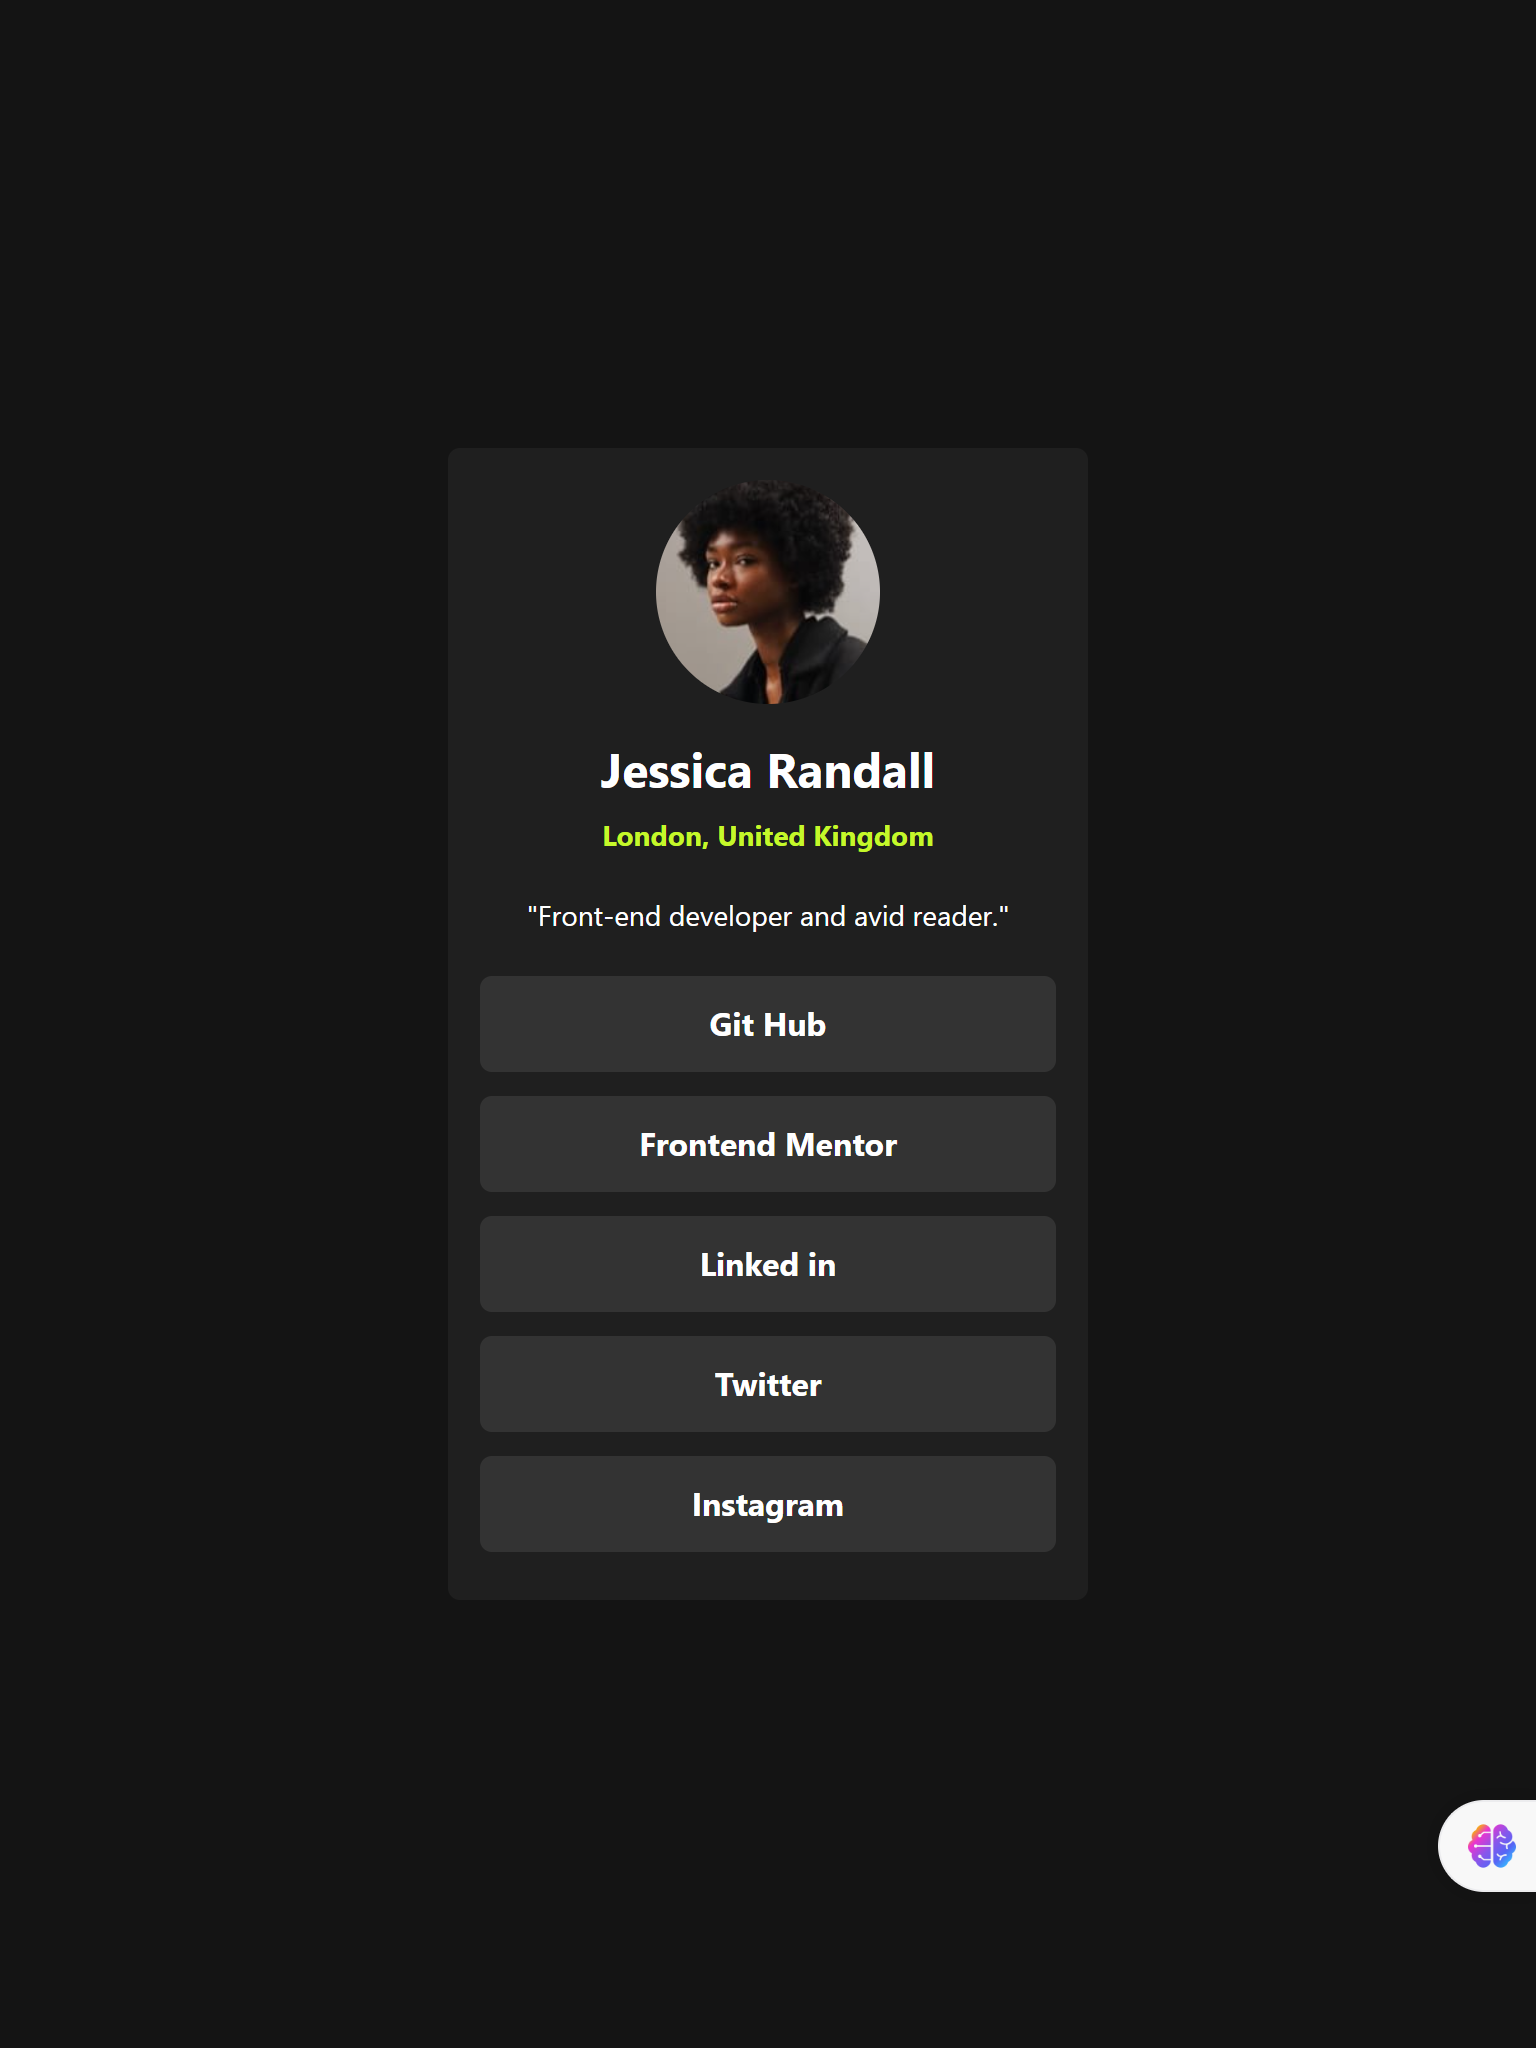 Jessica Randall
London, United Kingdom
"Front-end developer and avid reader."
Git Hub
Frontend Mentor
Linked in
Twitter
Instagram